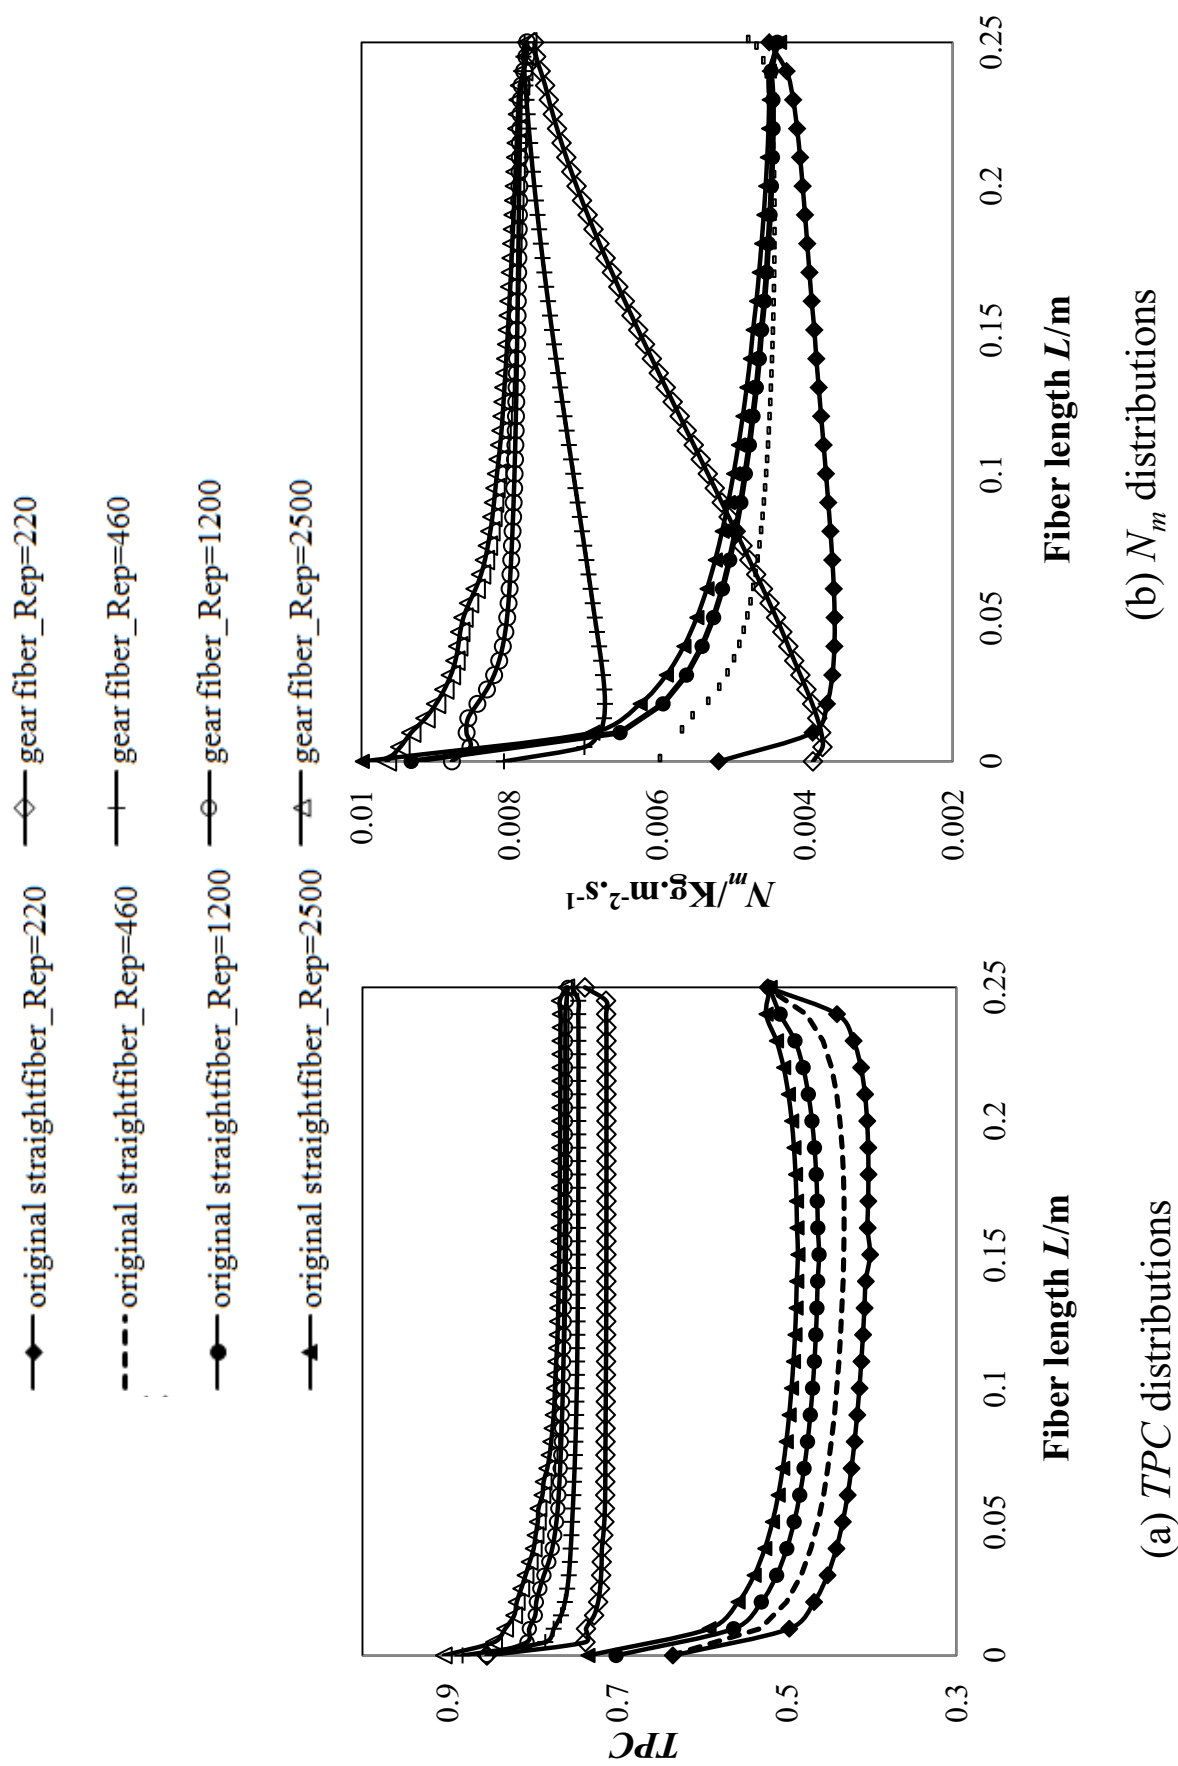 original straightfiber_Rep=220
gear fiber_Rep=220
original straightfiber_Rep=460
gear fiber_Rep=460
original straightfiber_Rep=1200
gear fiber_Rep=1200
original straightfiber_Rep=2500
gear fiber_Rep=2500
TPC
0.9
0.7
0.5
0.3
0
0.05
0.1
0.15
0.2
0.25
Fiber length L/m
(a) TPC distributions
Nm/Kg.m-2.s-1
0.01
0.008
0.006
0.004
0.002
0
0.05
0.1
0.15
0.2
0.25
Fiber length L/m
(b) Nm distributions